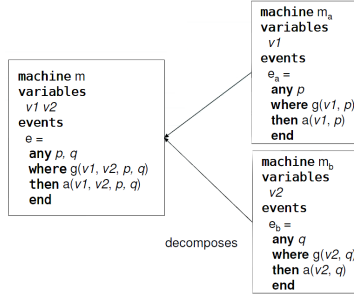 machine m
variables
v1 v2
events
e =
any p, q
where g(v1, v2, p, q)
then a(v1, v2, p, q)
end
machine ma
variables
v1
events
ea =
any p
where g(v1, p)
then a(v1, p)
end
machine mb
variables
v2
events
eb =
any q
where g(v2, q)
then a(v2, q)
end
decomposes